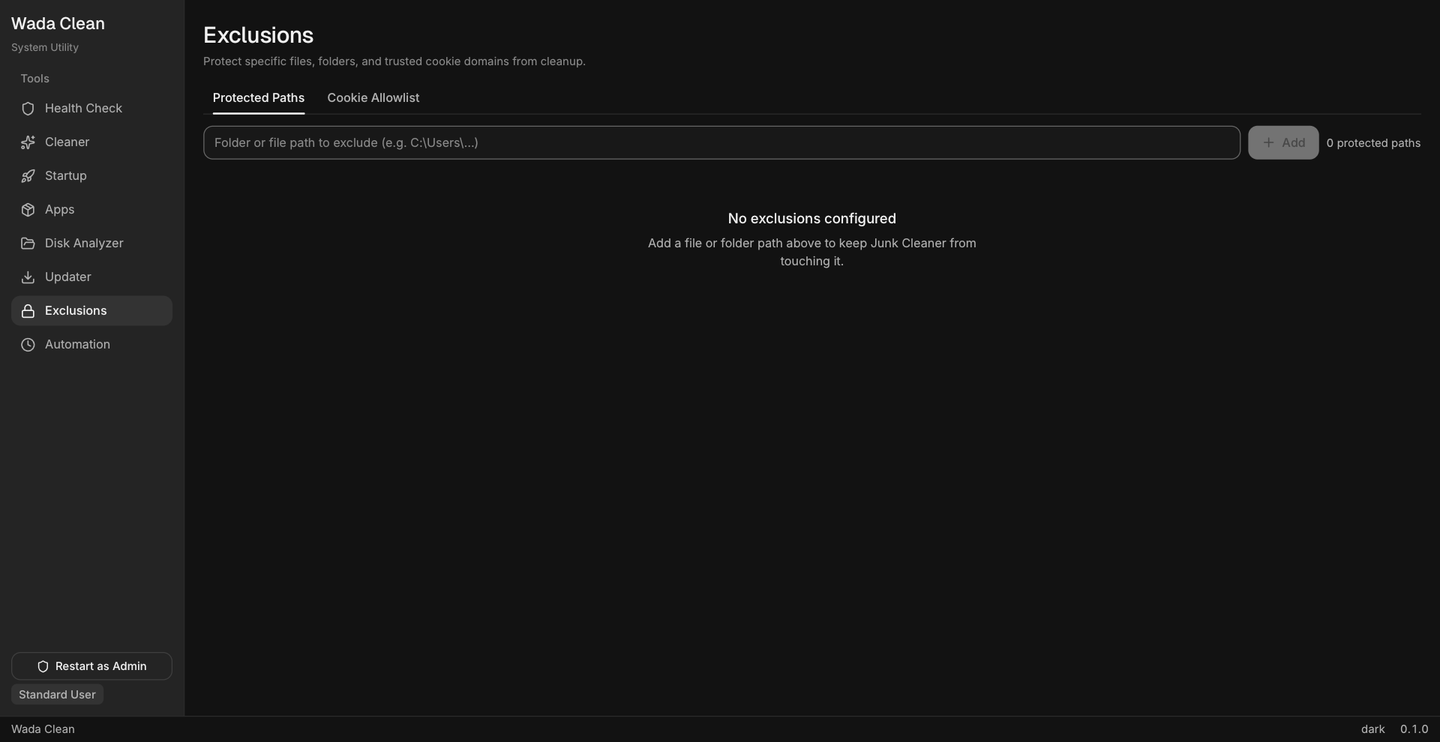 Wada Clean
System Utility
Tools
Health Check
Cleaner
Startup
Apps
Disk Analyzer
Updater
Exclusions
Automation
Restart as Admin
Standard User
Exclusions
Protect specific files, folders, and trusted cookie domains from cleanup.
Protected Paths
Cookie Allowlist
Folder or file path to exclude (e.g. C:\Users\...)
Add
0 protected paths
No exclusions configured
Add a file or folder path above to keep Junk Cleaner from
touching it.
Wada Clean
dark
0.1.0